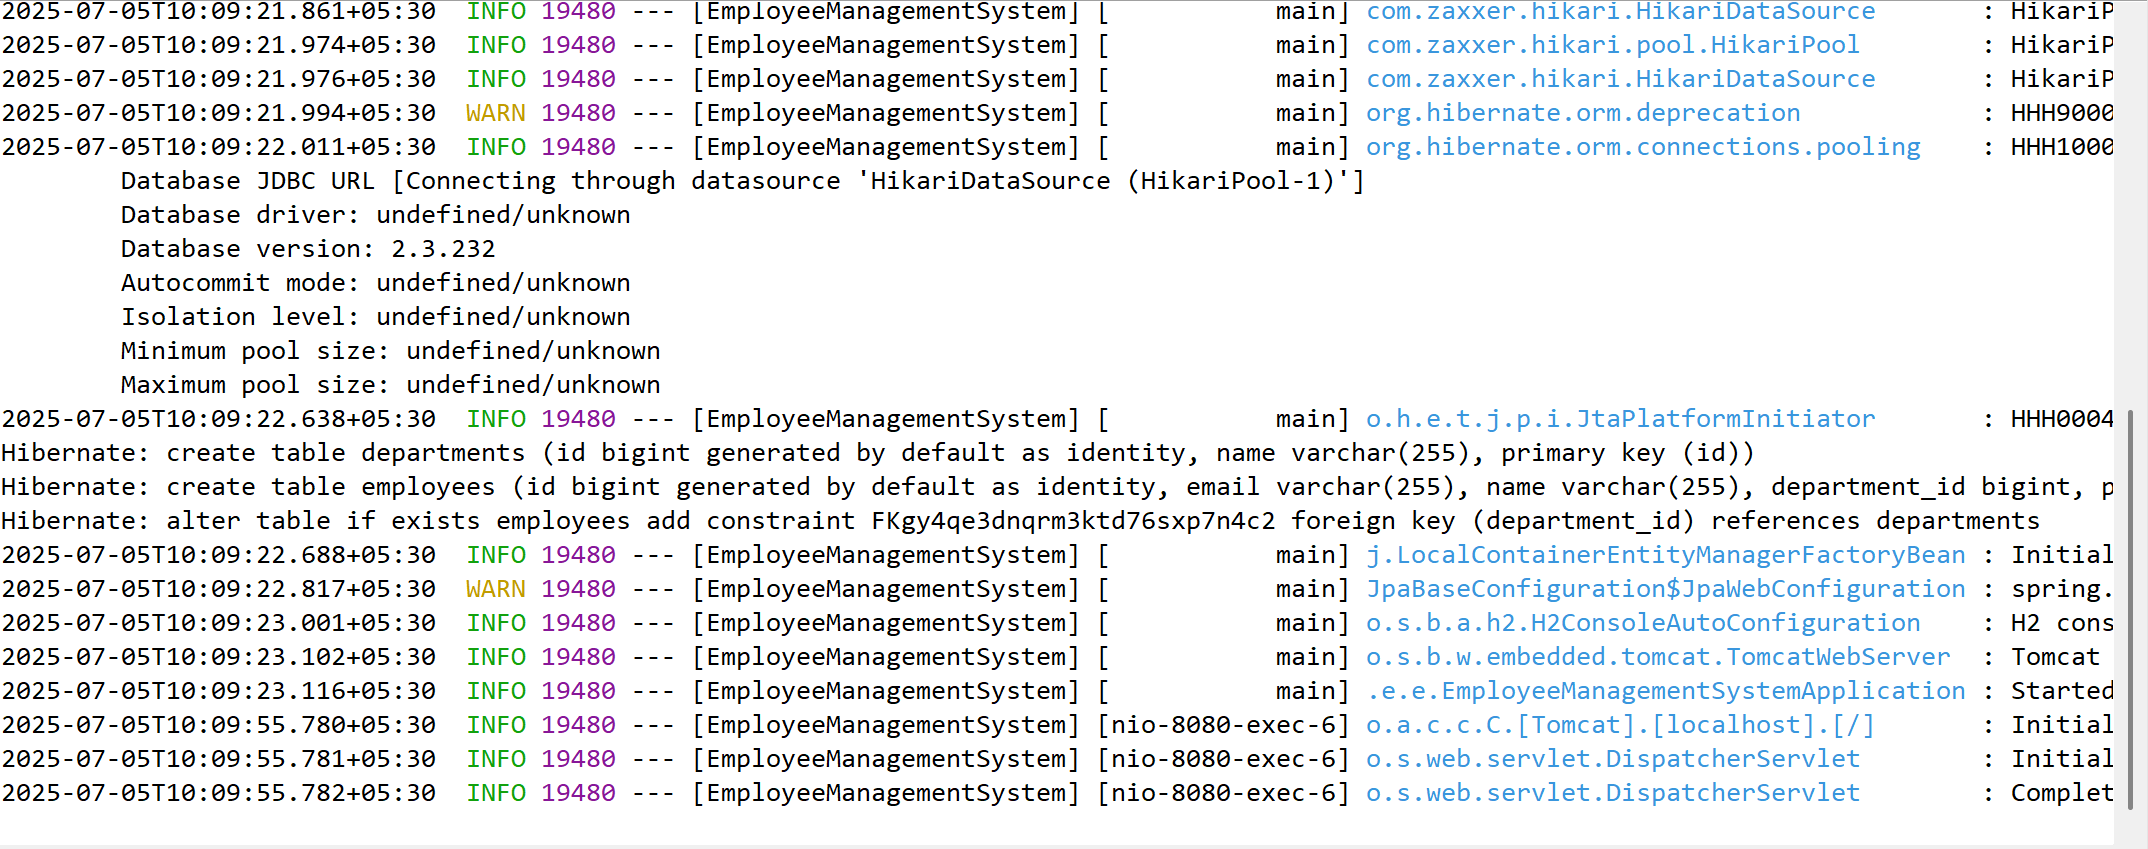 2025-07-05T10:09:21.861+05:30  INFO 19480 --- [EmployeeManagementSystem] [           main] com.zaxxer.hikari.HikariDataSource       : HikariP
2025-07-05T10:09:21.974+05:30  INFO 19480 --- [EmployeeManagementSystem] [           main] com.zaxxer.hikari.pool.HikariPool        : HikariP
2025-07-05T10:09:21.976+05:30  INFO 19480 --- [EmployeeManagementSystem] [           main] com.zaxxer.hikari.HikariDataSource       : HikariP
2025-07-05T10:09:21.994+05:30  WARN 19480 --- [EmployeeManagementSystem] [           main] org.hibernate.orm.deprecation            : HHH9000
2025-07-05T10:09:22.011+05:30  INFO 19480 --- [EmployeeManagementSystem] [           main] org.hibernate.orm.connections.pooling    : HHH1000
        Database JDBC URL [Connecting through datasource 'HikariDataSource (HikariPool-1)']
        Database driver: undefined/unknown
        Database version: 2.3.232
        Autocommit mode: undefined/unknown
        Isolation level: undefined/unknown
        Minimum pool size: undefined/unknown
        Maximum pool size: undefined/unknown
2025-07-05T10:09:22.638+05:30  INFO 19480 --- [EmployeeManagementSystem] [           main] o.h.e.t.j.p.i.JtaPlatformInitiator       : HHH0004
Hibernate: create table departments (id bigint generated by default as identity, name varchar(255), primary key (id))
Hibernate: create table employees (id bigint generated by default as identity, email varchar(255), name varchar(255), department_id bigint, p
Hibernate: alter table if exists employees add constraint FKgy4qe3dnqrm3ktd76sxp7n4c2 foreign key (department_id) references departments
2025-07-05T10:09:22.688+05:30  INFO 19480 --- [EmployeeManagementSystem] [           main] j.LocalContainerEntityManagerFactoryBean : Initial
2025-07-05T10:09:22.817+05:30  WARN 19480 --- [EmployeeManagementSystem] [           main] JpaBaseConfiguration$JpaWebConfiguration : spring.
2025-07-05T10:09:23.001+05:30  INFO 19480 --- [EmployeeManagementSystem] [           main] o.s.b.a.h2.H2ConsoleAutoConfiguration    : H2 cons
2025-07-05T10:09:23.102+05:30  INFO 19480 --- [EmployeeManagementSystem] [           main] o.s.b.w.embedded.tomcat.TomcatWebServer  : Tomcat
2025-07-05T10:09:23.116+05:30  INFO 19480 --- [EmployeeManagementSystem] [           main] .e.e.EmployeeManagementSystemApplication : Started
2025-07-05T10:09:55.780+05:30  INFO 19480 --- [EmployeeManagementSystem] [nio-8080-exec-6] o.a.c.c.C.[Tomcat].[localhost].[/]       : Initial
2025-07-05T10:09:55.781+05:30  INFO 19480 --- [EmployeeManagementSystem] [nio-8080-exec-6] o.s.web.servlet.DispatcherServlet        : Initial
2025-07-05T10:09:55.782+05:30  INFO 19480 --- [EmployeeManagementSystem] [nio-8080-exec-6] o.s.web.servlet.DispatcherServlet        : Complet